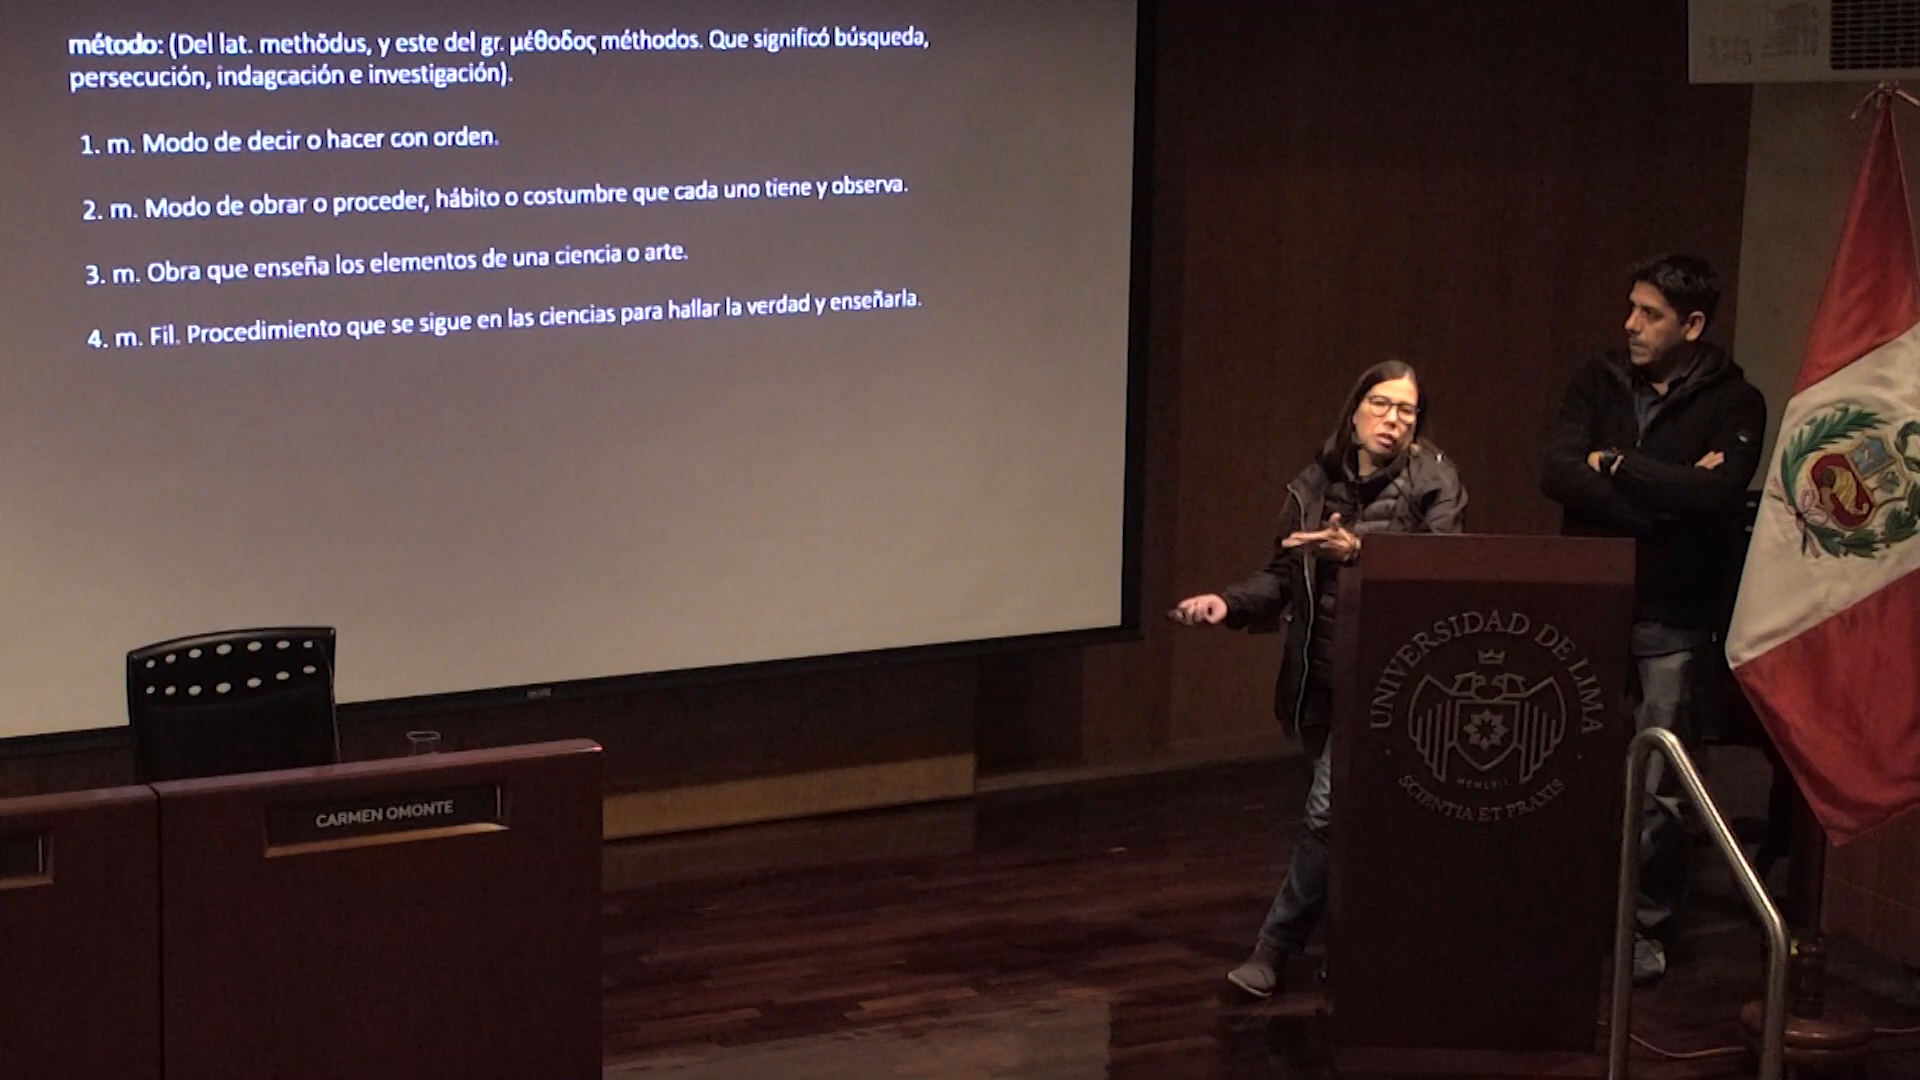 método: (Del lat. methŏdus, y este del gr. μέθοδος méthodos. Que significó búsqueda,
persecución, indagcación e investigación).
1. m. Modo de decir o hacer con orden.
2. m. Modo de obrar o proceder, hábito o costumbre que cada uno tiene y observa.
3. m. Obra que enseña los elementos de una ciencia o arte.
4. m. Fil. Procedimiento que se sigue en las ciencias para hallar la verdad y enseñarla.
CARMEN OMONTE
UNIVERSIDAD DE LIMA
MCMLXII
SCIENTIA ET PRAXIS